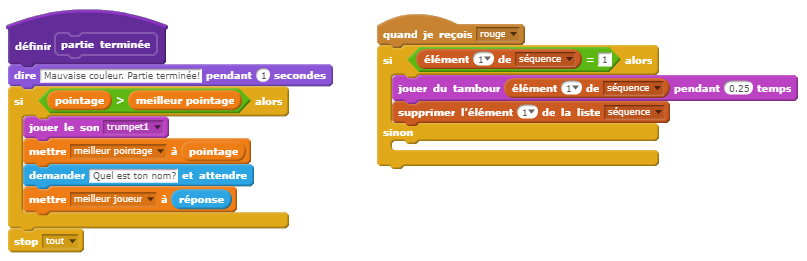 définir partie terminée
dire Mauvaise couleur. Partie terminée! pendant 1 secondes
si pointage > meilleur pointage alors
jouer le son trumpet1
mettre meilleur pointage à pointage
demander Quel est ton nom? et attendre
mettre meilleur joueur à réponse
stop tout
quand je reçois rouge
si élément 1 de séquence = 1 alors
jouer du tambour élément 1 de séquence pendant 0.25 temps
supprimer l'élément 1 de la liste séquence
sinon